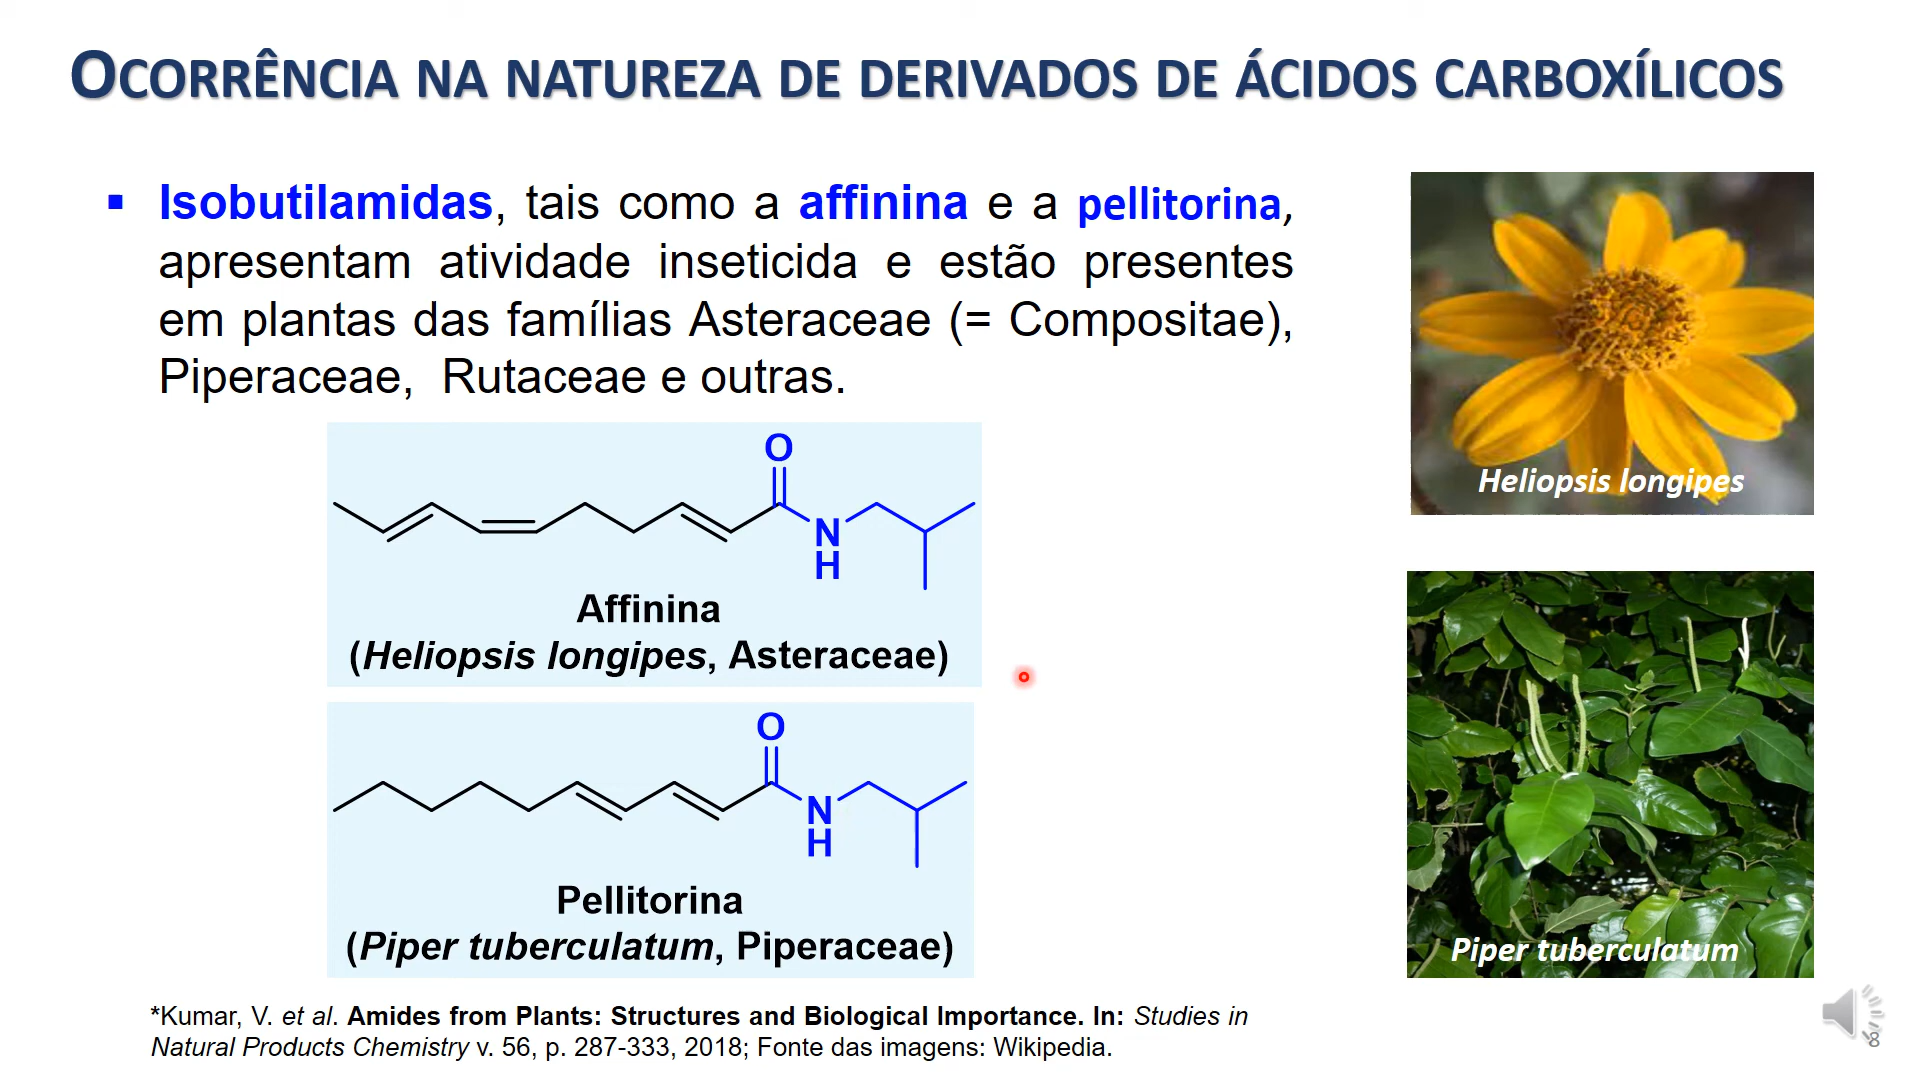 OCORRÊNCIA NA NATUREZA DE DERIVADOS DE ÁCIDOS CARBOXÍLICOS
▪ Isobutilamidas, tais como a affinina e a pellitorina,
apresentam atividade inseticida e estão presentes
em plantas das famílias Asteraceae (= Compositae),
Piperaceae, Rutaceae e outras.
Heliopsis longipes
O
N
H
Affinina
(Heliopsis longipes, Asteraceae)
O
N
H
Pellitorina
(Piper tuberculatum, Piperaceae)
Piper tuberculatum
*Kumar, V. et al. Amides from Plants: Structures and Biological Importance. In: Studies in
Natural Products Chemistry v. 56, p. 287-333, 2018; Fonte das imagens: Wikipedia.
8